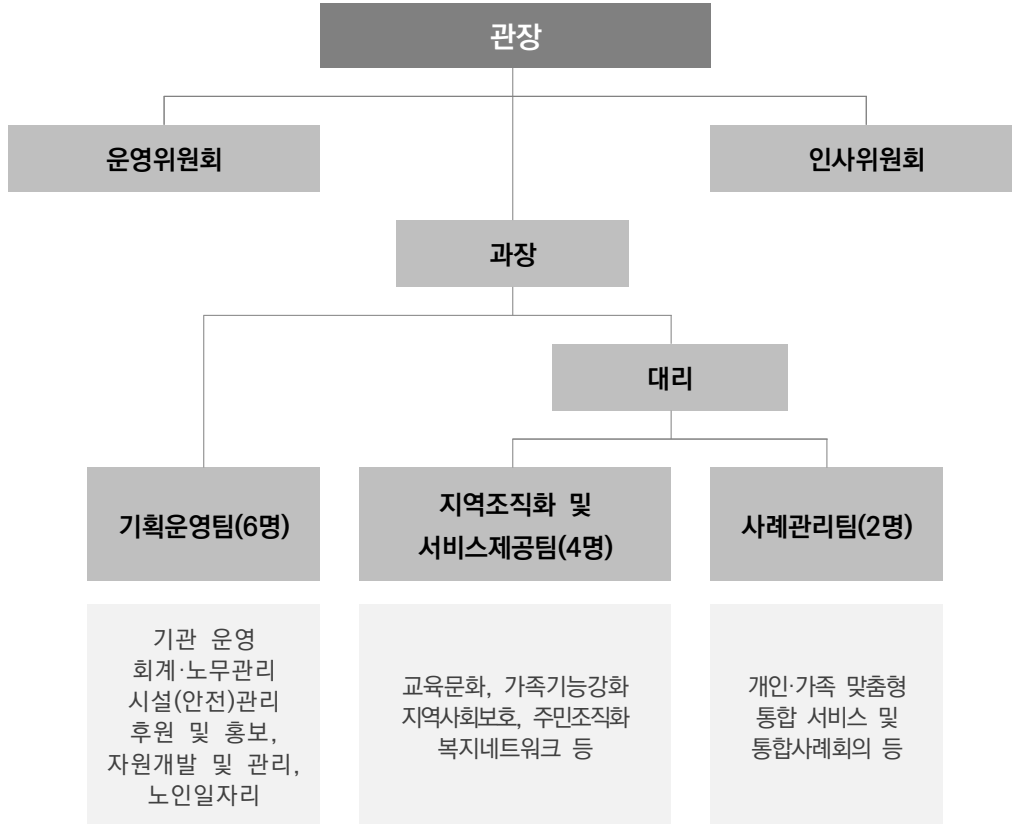 관장
운영위원회
인사위원회
과장
대리
기획운영팀(6명)
지역조직화 및
서비스제공팀(4명)
사례관리팀(2명)
기관 운영
회계·노무관리
시설(안전)관리
후원 및 홍보,
자원개발 및 관리,
노인일자리
교육문화, 가족기능강화
지역사회보호, 주민조직화
복지네트워크 등
개인·가족 맞춤형
통합 서비스 및
통합사례회의 등